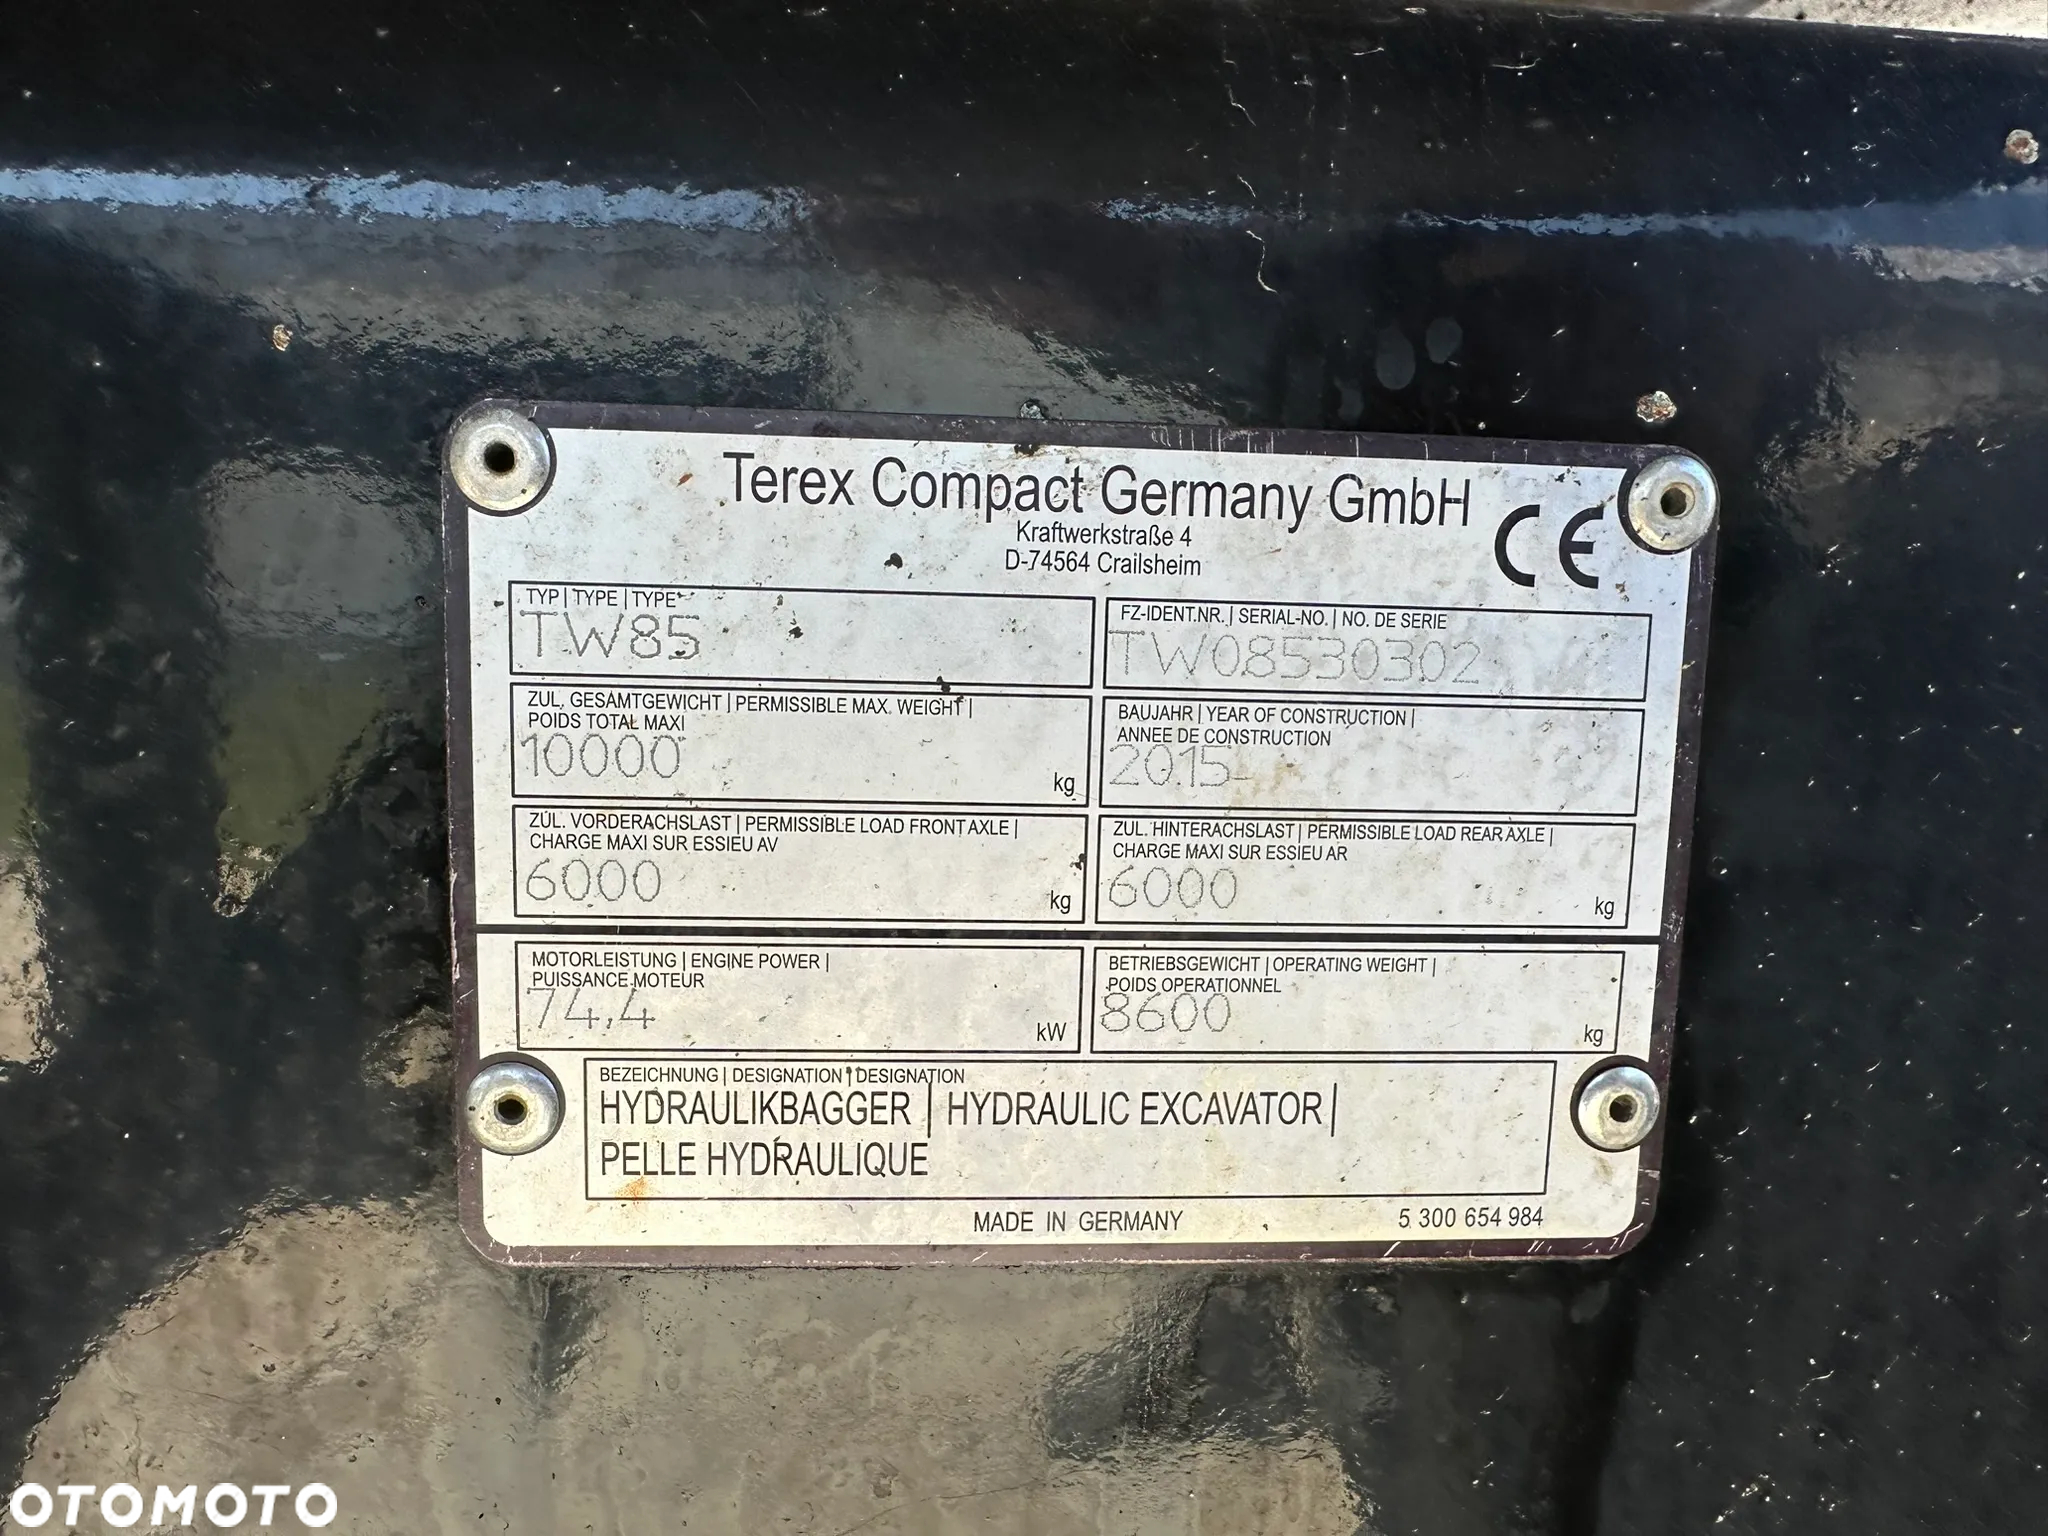 Terex Compact Germany GmbH
Kraftwerkstraße 4
D-74564 Crailsheim
CE
TYP | TYPE | TYPE
TW85
FZ-IDENT.NR. | SERIAL-NO. | NO. DE SERIE
TW08530302
ZUL. GESAMTGEWICHT | PERMISSIBLE MAX. WEIGHT |
POIDS TOTAL MAXI
10000
kg
BAUJAHR | YEAR OF CONSTRUCTION |
ANNEE DE CONSTRUCTION
2015
ZUL. VORDERACHSLAST | PERMISSIBLE LOAD FRONT AXLE |
CHARGE MAXI SUR ESSIEU AV
6000
kg
ZUL. HINTERACHSLAST | PERMISSIBLE LOAD REAR AXLE |
CHARGE MAXI SUR ESSIEU AR
6000
kg
MOTORLEISTUNG | ENGINE POWER |
PUISSANCE MOTEUR
74,4
kW
BETRIEBSGEWICHT | OPERATING WEIGHT |
POIDS OPERATIONNEL
8600
kg
BEZEICHNUNG | DESIGNATION | DESIGNATION
HYDRAULIKBAGGER | HYDRAULIC EXCAVATOR |
PELLE HYDRAULIQUE
MADE IN GERMANY
5 300 654 984
OTOMOTO